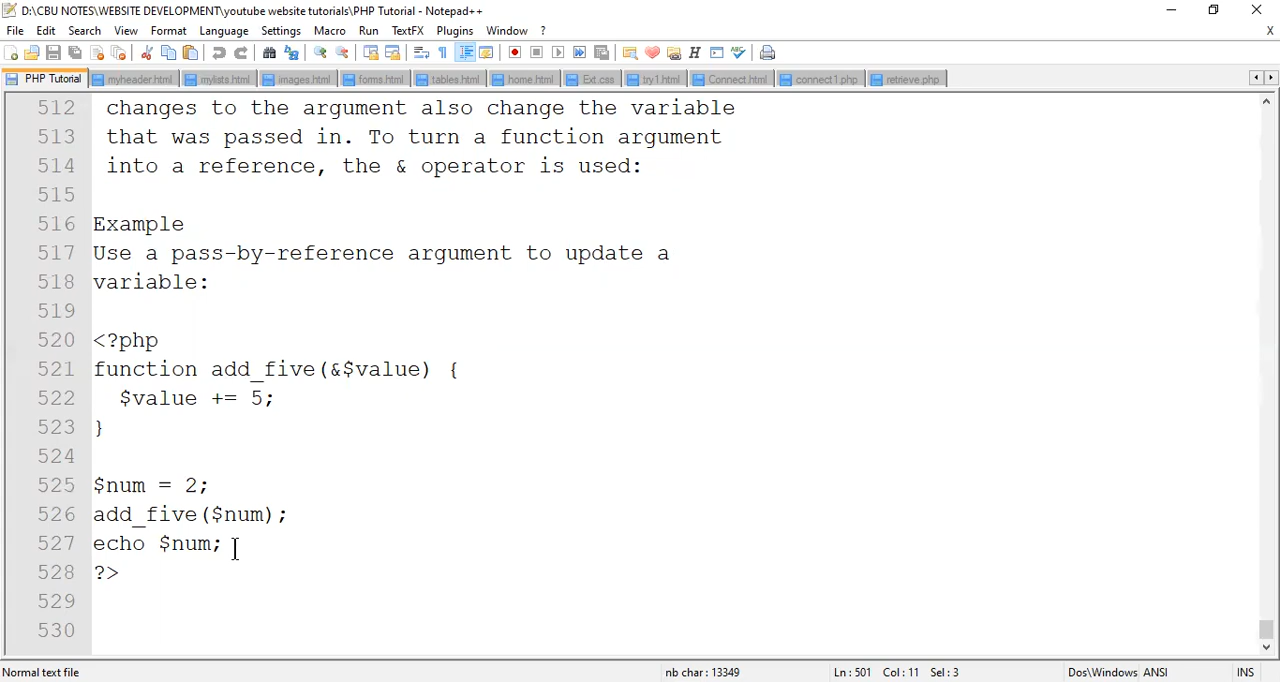 D:\CBU NOTES\WEBSITE DEVELOPMENT\youtube website tutorials\PHP Tutorial - Notepad++
File Edit Search View Format Language Settings Macro Run TextFX Plugins Window ? X
PHP Tutorial myheader.html mylists.html images.html forms.html tables.html home.html Ext.css try1.html Connect.html connect1.php retrieve.php
512 changes to the argument also change the variable
513 that was passed in. To turn a function argument
514 into a reference, the & operator is used:
515
516 Example
517 Use a pass-by-reference argument to update a
518 variable:
519
520 <?php
521 function add_five(&$value) {
522 $value += 5;
523 }
524
525 $num = 2;
526 add_five($num);
527 echo $num;
528 ?>
529
530
Normal text file nb char : 13349 Ln : 501 Col : 11 Sel : 3 Dos\Windows ANSI INS